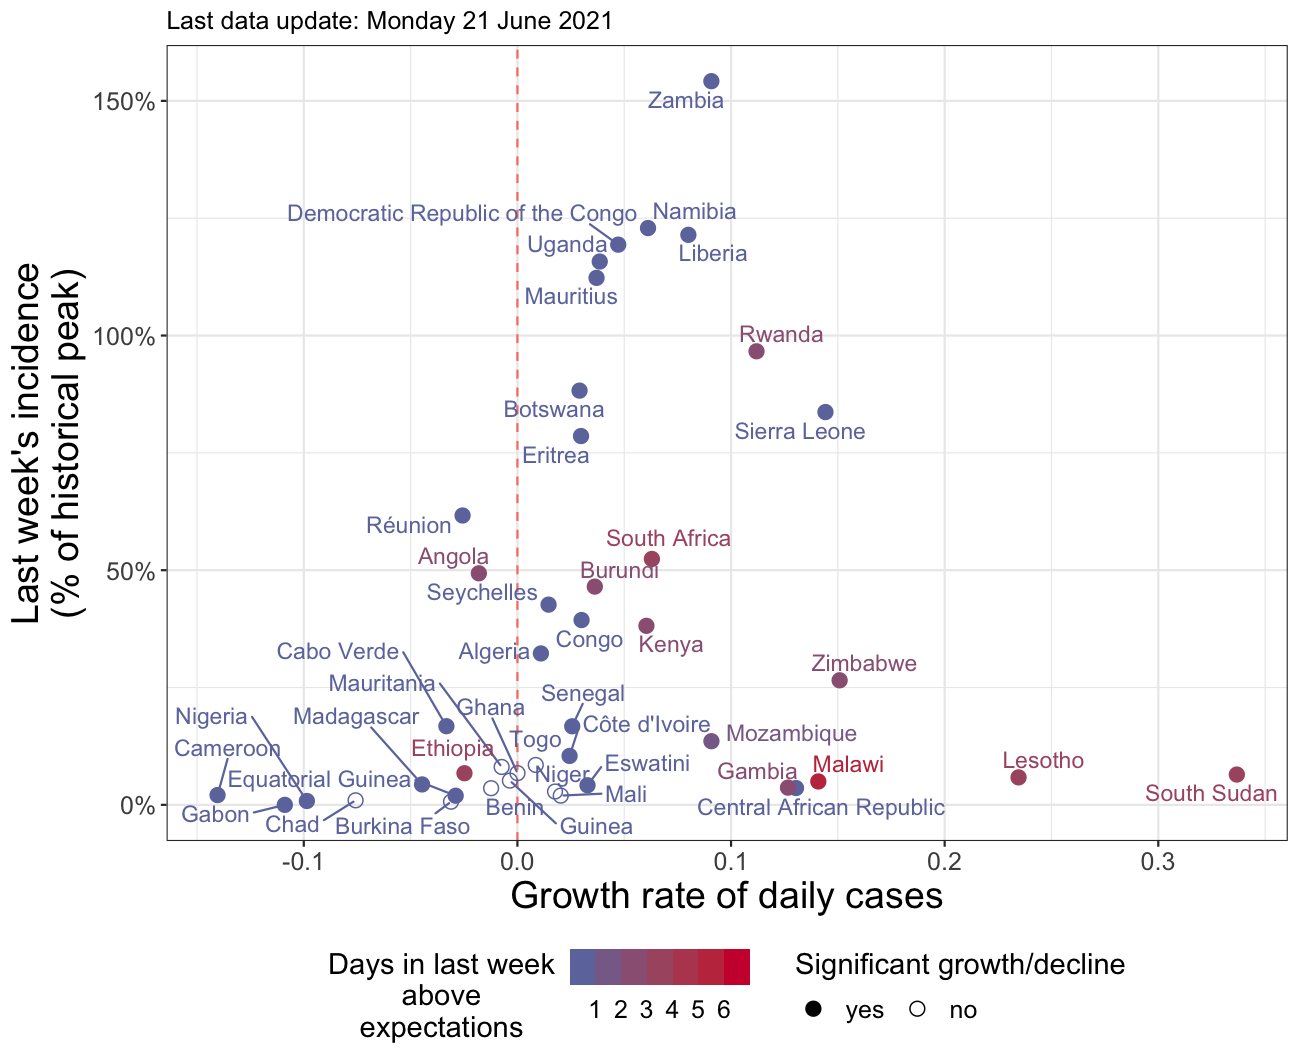 Last data update: Monday 21 June 2021
Last week's incidence
(% of historical peak)
150%
100%
50%
0%
Zambia
Democratic Republic of the Congo
Namibia
Uganda
Liberia
Mauritius
Rwanda
Botswana
Sierra Leone
Eritrea
Réunion
South Africa
Angola
Burundi
Seychelles
Congo
Kenya
Cabo Verde
Algeria
Zimbabwe
Mauritania
Senegal
Ghana
Nigeria
Madagascar
Côte d'Ivoire
Togo
Mozambique
Cameroon
Ethiopia
Eswatini
Malawi
Lesotho
Equatorial Guinea
Niger
Gambia
Mali
South Sudan
Gabon
Benin
Central African Republic
Chad
Burkina Faso
Guinea
-0.1
0.0
0.1
0.2
0.3
Growth rate of daily cases
Days in last week
above
expectations
1 2 3 4 5 6
Significant growth/decline
yes
no